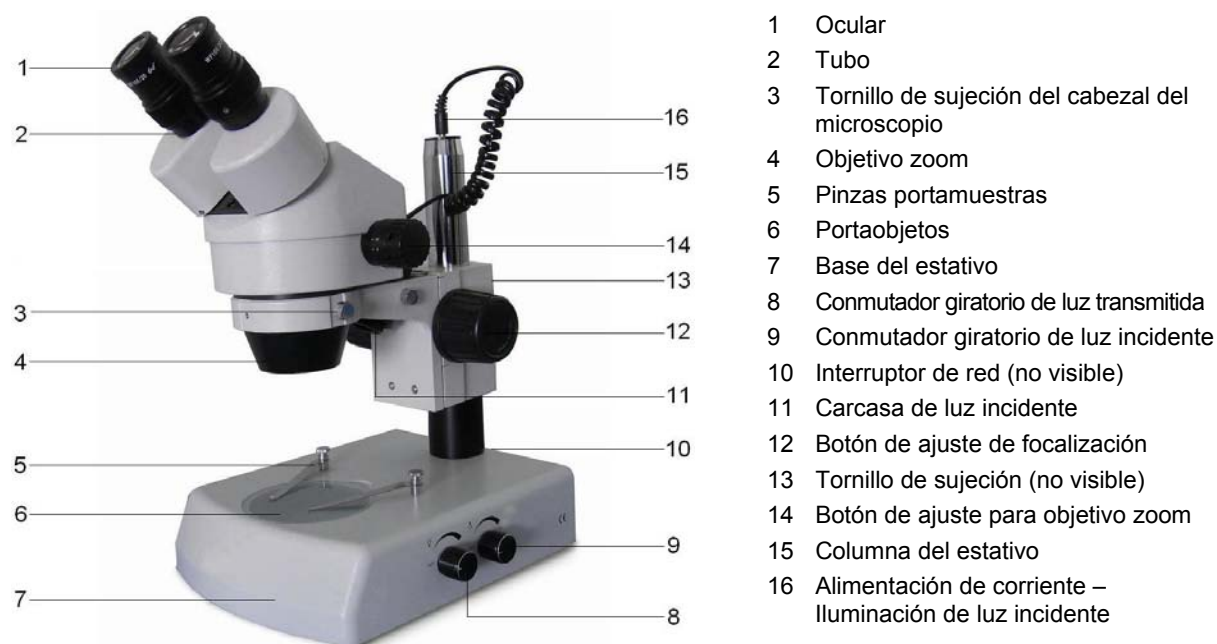 1
2
3
4
5
6
7
16
15
14
13
12
11
10
9
8
1 Ocular
2 Tubo
3 Tornillo de sujeción del cabezal del
microscopio
4 Objetivo zoom
5 Pinzas portamuestras
6 Portaobjetos
7 Base del estativo
8 Conmutador giratorio de luz transmitida
9 Conmutador giratorio de luz incidente
10 Interruptor de red (no visible)
11 Carcasa de luz incidente
12 Botón de ajuste de focalización
13 Tornillo de sujeción (no visible)
14 Botón de ajuste para objetivo zoom
15 Columna del estativo
16 Alimentación de corriente –
Iluminación de luz incidente